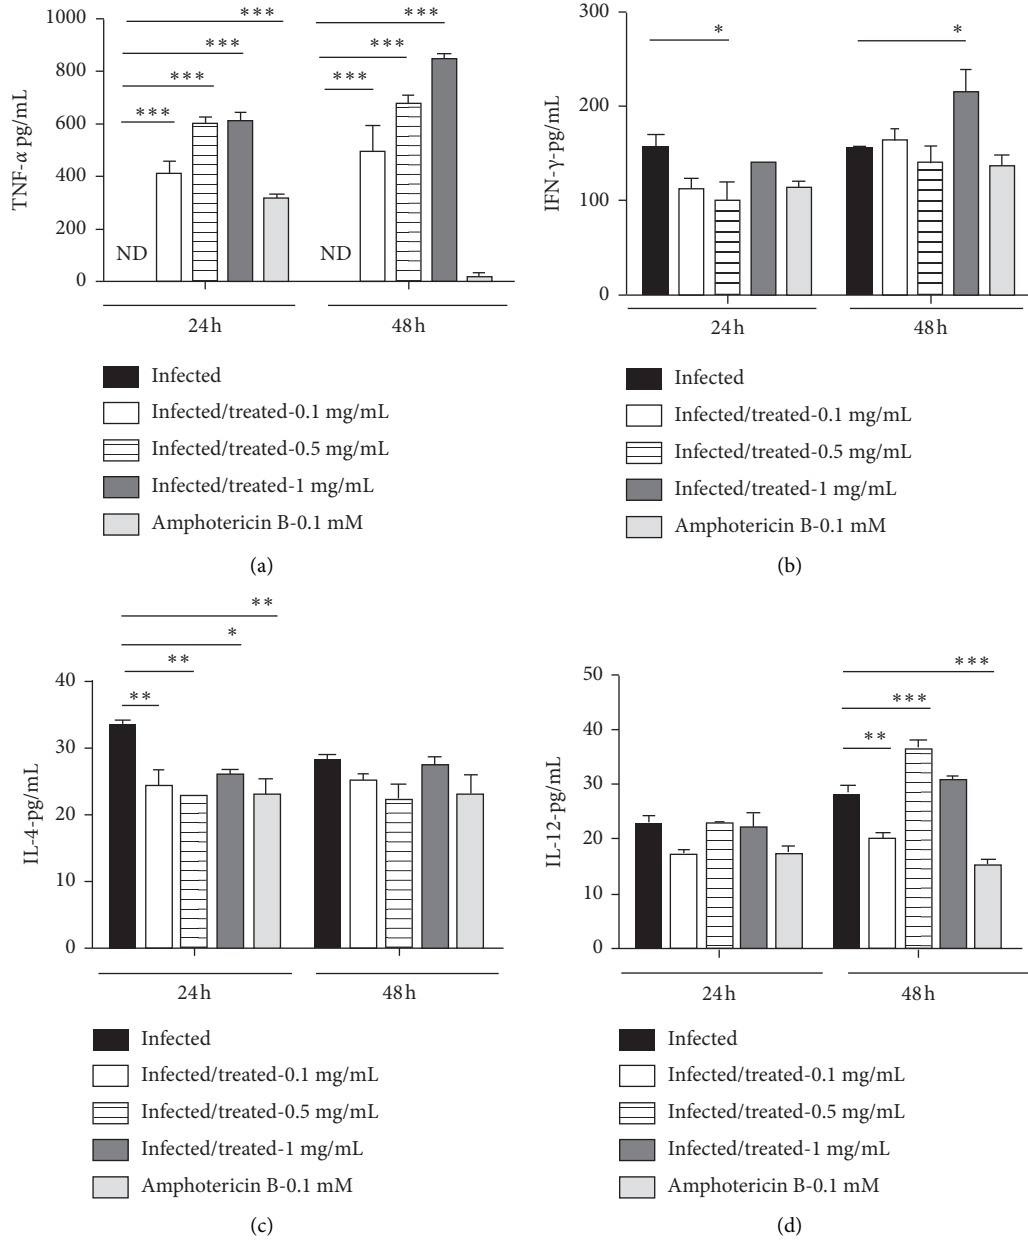 ***
***
***
***
ND
***
***
***
ND
1000
800
600
400
200
0
TNF-α pg/mL
24 h
48 h
Infected
Infected/treated-0.1 mg/mL
Infected/treated-0.5 mg/mL
Infected/treated-1 mg/mL
Amphotericin B-0.1 mM
(a)
*
*
300
200
100
0
IFN-γ-pg/mL
24 h
48 h
Infected
Infected/treated-0.1 mg/mL
Infected/treated-0.5 mg/mL
Infected/treated-1 mg/mL
Amphotericin B-0.1 mM
(b)
**
*
**
**
40
30
20
10
0
IL-4-pg/mL
24 h
48 h
Infected
Infected/treated-0.1 mg/mL
Infected/treated-0.5 mg/mL
Infected/treated-1 mg/mL
Amphotericin B-0.1 mM
(c)
***
***
**
50
40
30
20
10
0
IL-12-pg/mL
24 h
48 h
Infected
Infected/treated-0.1 mg/mL
Infected/treated-0.5 mg/mL
Infected/treated-1 mg/mL
Amphotericin B-0.1 mM
(d)